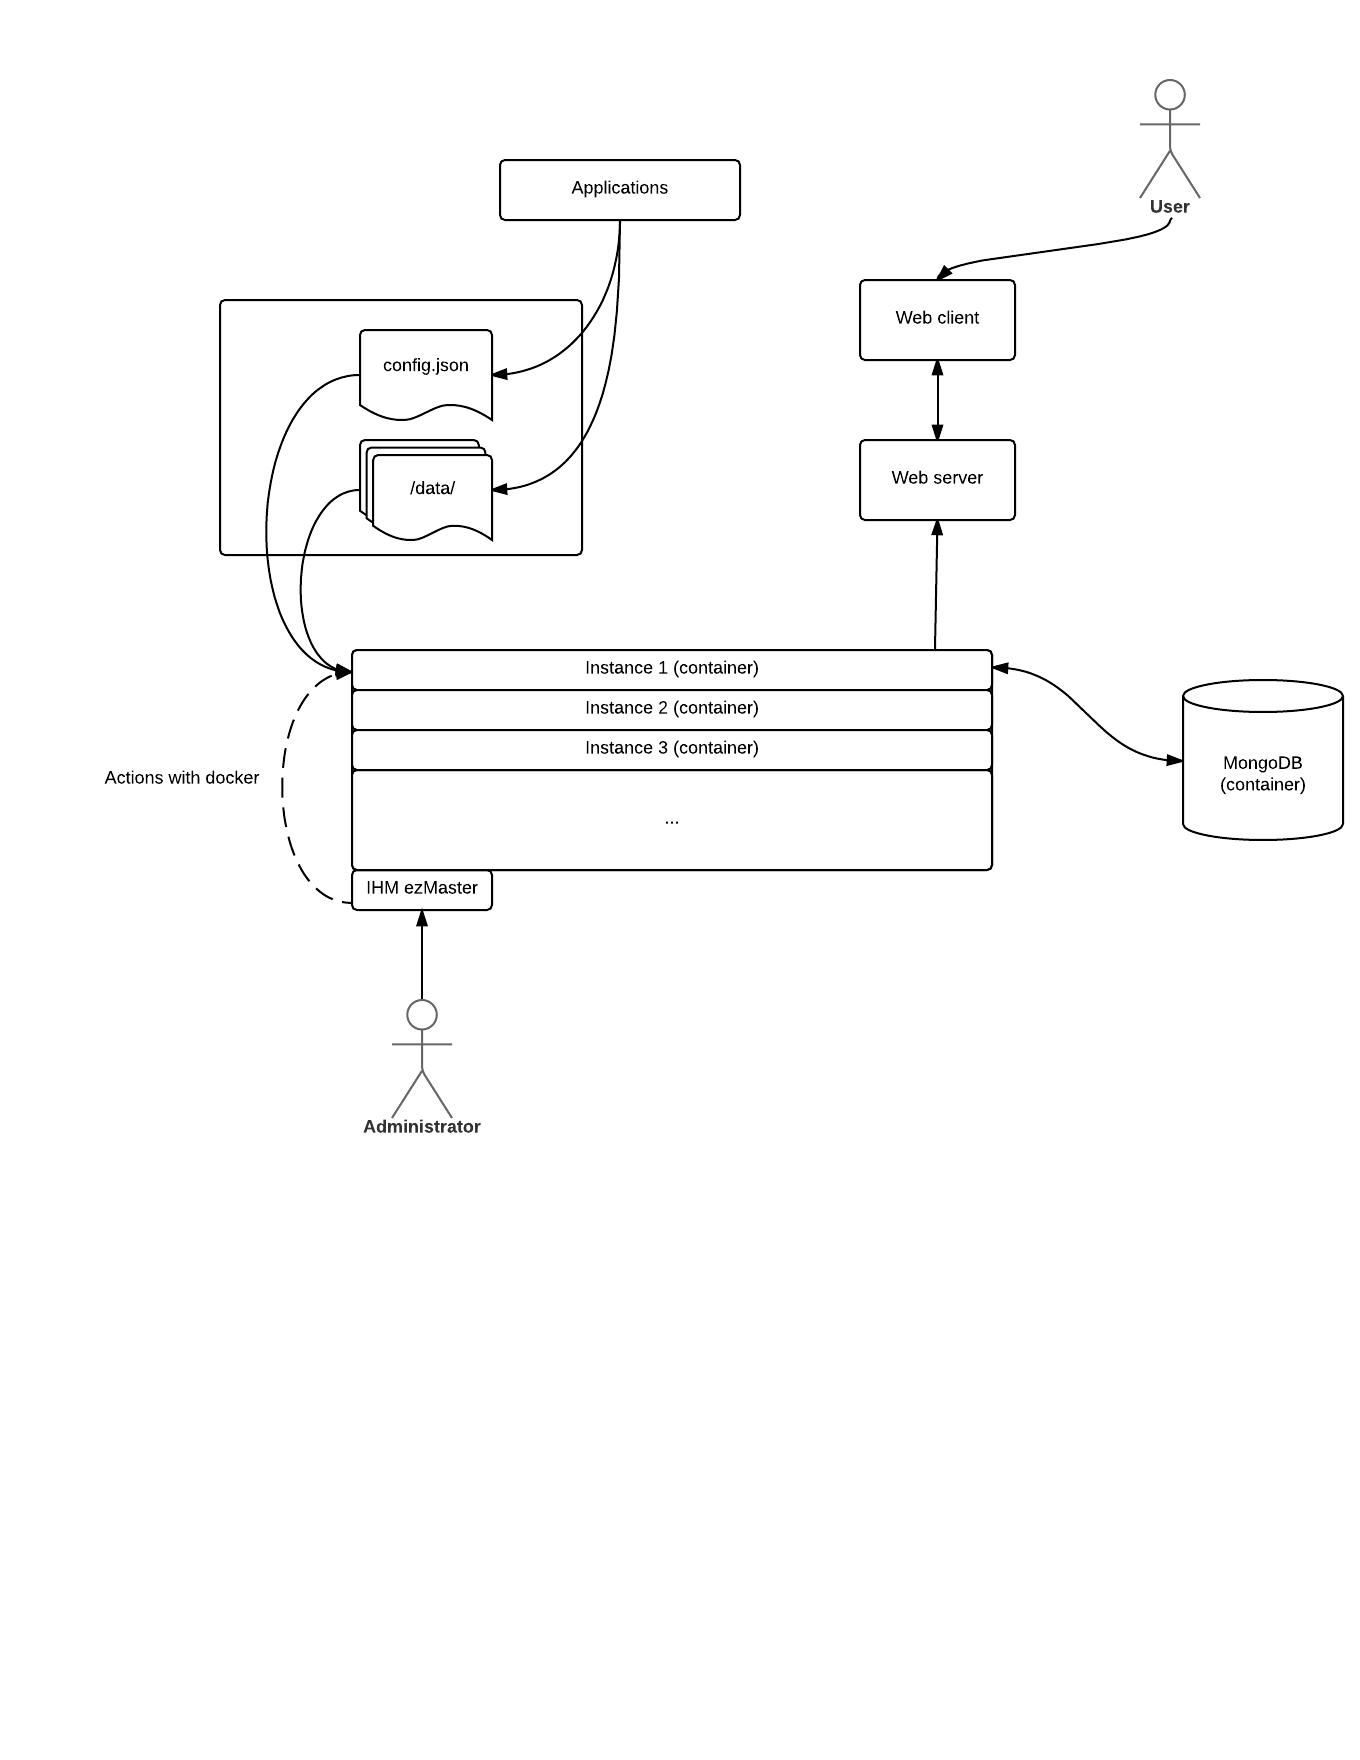 User
Applications
Web client
config.json
Web server
/data/
Instance 1 (container)
Instance 2 (container)
Instance 3 (container)
...
Actions with docker
MongoDB
(container)
IHM ezMaster
Administrator